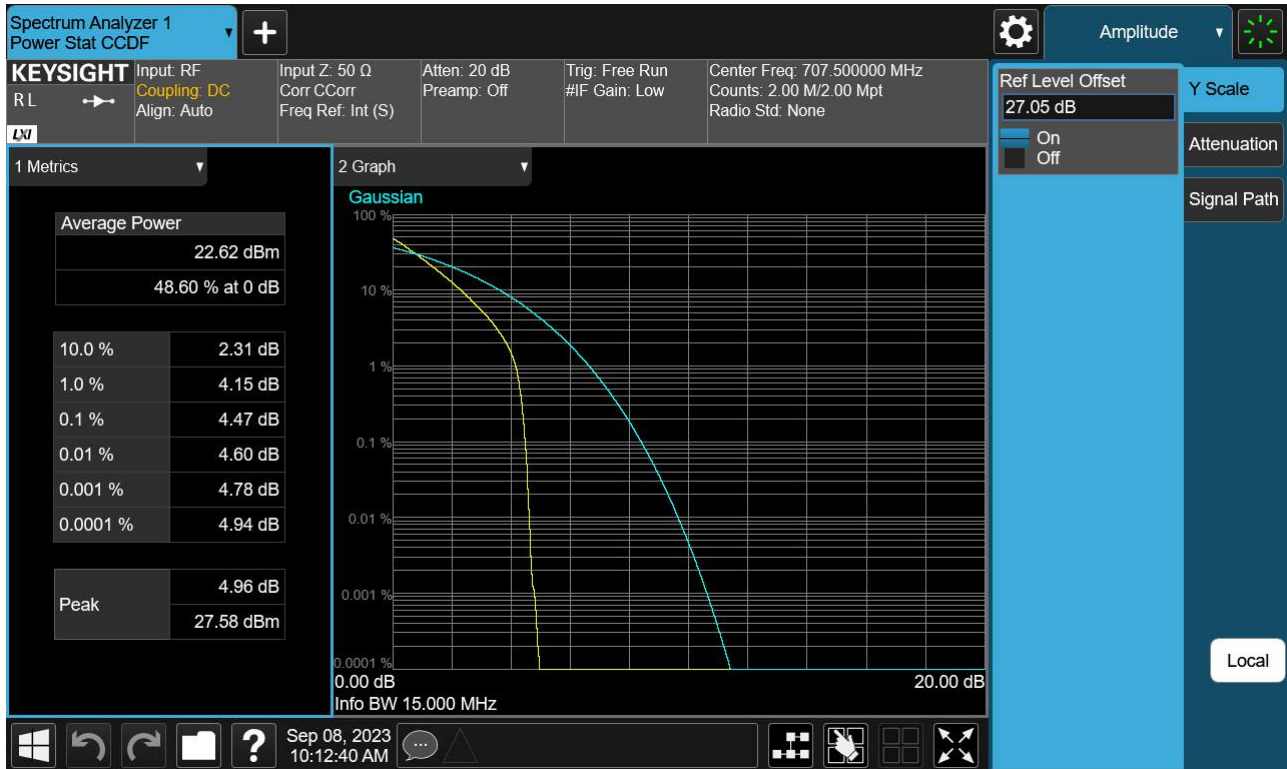 Spectrum Analyzer 1
Power Stat CCDF
+
Amplitude
KEYSIGHT
R L
LXI
Input: RF
Coupling: DC
Align: Auto
Input Z: 50 Ω
Corr CCorr
Freq Ref: Int (S)
Atten: 20 dB
Preamp: Off
Trig: Free Run
#IF Gain: Low
Center Freq: 707.500000 MHz
Counts: 2.00 M/2.00 Mpt
Radio Std: None
Ref Level Offset
27.05 dB
On
Off
Y Scale
Attenuation
Signal Path
Local
1 Metrics
Average Power
22.62 dBm
48.60 % at 0 dB
10.0 % 2.31 dB
1.0 % 4.15 dB
0.1 % 4.47 dB
0.01 % 4.60 dB
0.001 % 4.78 dB
0.0001 % 4.94 dB
Peak
4.96 dB
27.58 dBm
2 Graph
Gaussian
100 %
10 %
1 %
0.1 %
0.01 %
0.001 %
0.0001 %
0.00 dB 20.00 dB
Info BW 15.000 MHz
?
Sep 08, 2023
10:12:40 AM